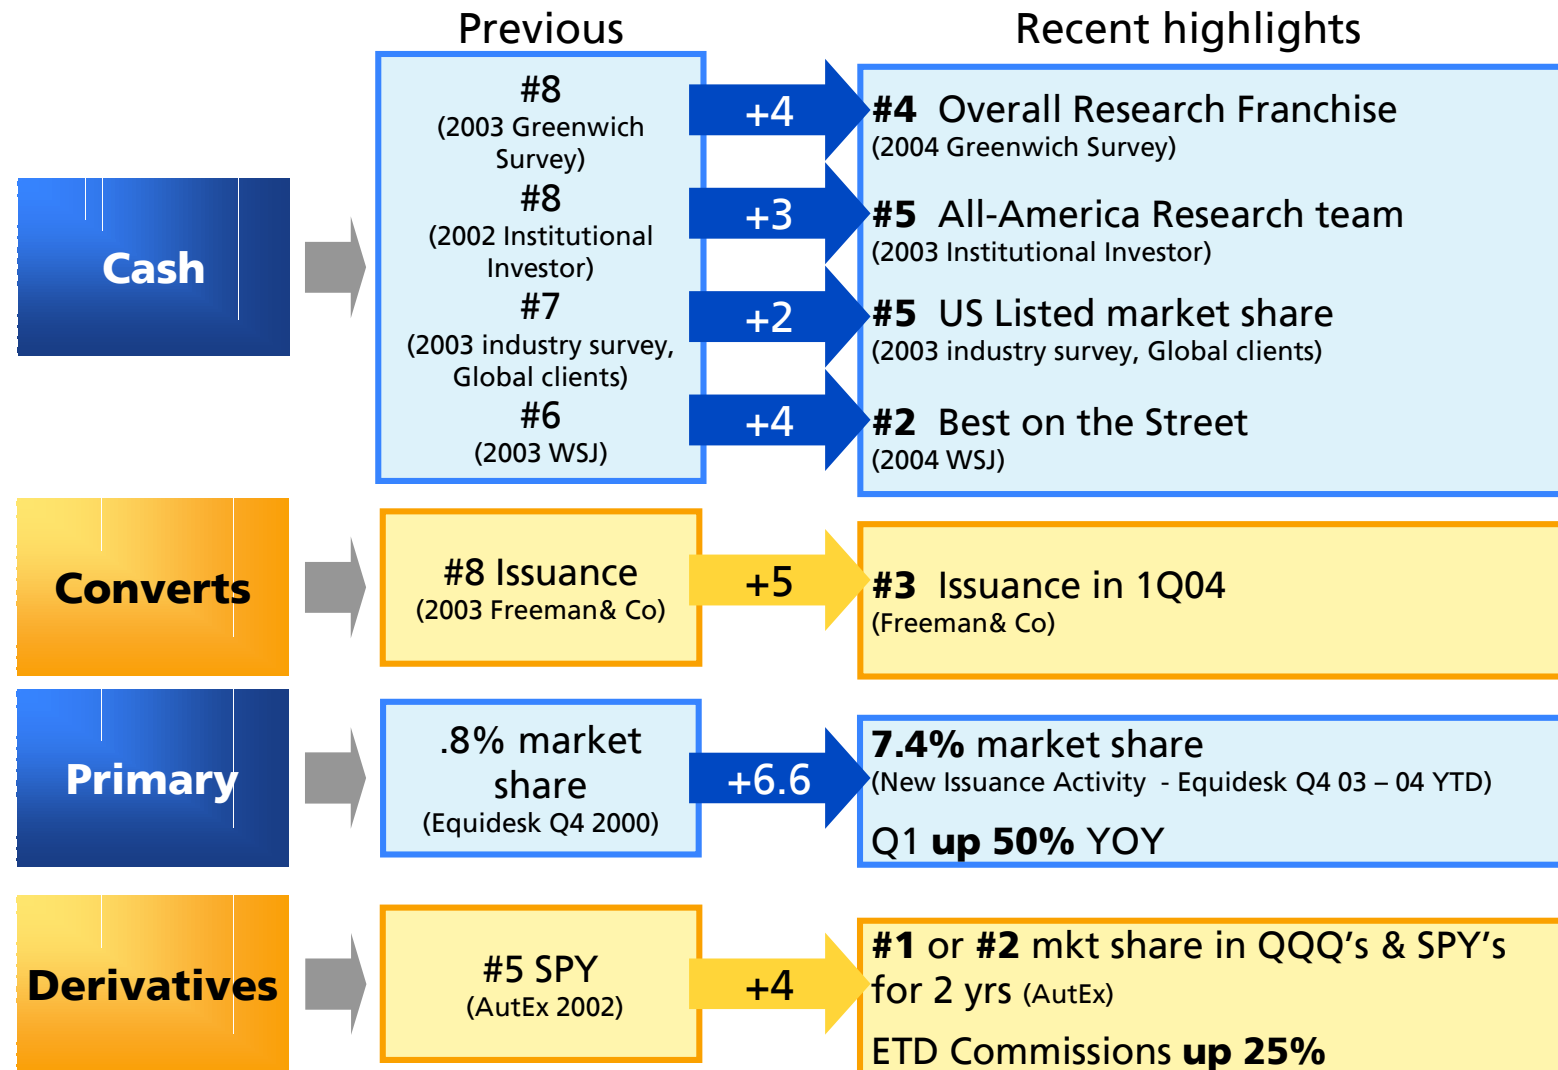 Previous
Recent highlights
Cash
#8
(2003 Greenwich
Survey)
+4
#4 Overall Research Franchise
(2004 Greenwich Survey)
#8
(2002 Institutional
Investor)
+3
#5 All-America Research team
(2003 Institutional Investor)
#7
(2003 industry survey,
Global clients)
+2
#5 US Listed market share
(2003 industry survey, Global clients)
#6
(2003 WSJ)
+4
#2 Best on the Street
(2004 WSJ)
Converts
#8 Issuance
(2003 Freeman& Co)
+5
#3 Issuance in 1Q04
(Freeman& Co)
Primary
.8% market
share
(Equidesk Q4 2000)
+6.6
7.4% market share
(New Issuance Activity - Equidesk Q4 03 – 04 YTD)
Q1 up 50% YOY
Derivatives
#5 SPY
(AutEx 2002)
+4
#1 or #2 mkt share in QQQ's & SPY's
for 2 yrs (AutEx)
ETD Commissions up 25%